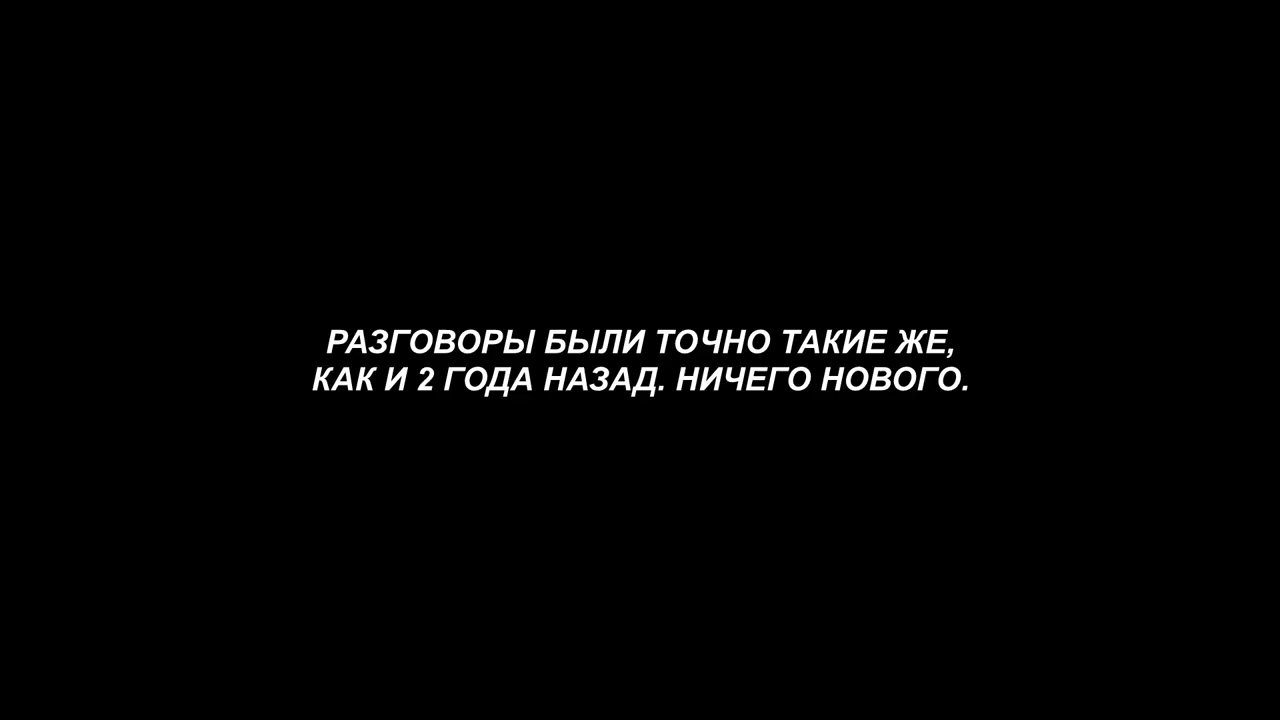 РАЗГОВОРЫ БЫЛИ ТОЧНО ТАКИЕ ЖЕ,
КАК И 2 ГОДА НАЗАД. НИЧЕГО НОВОГО.